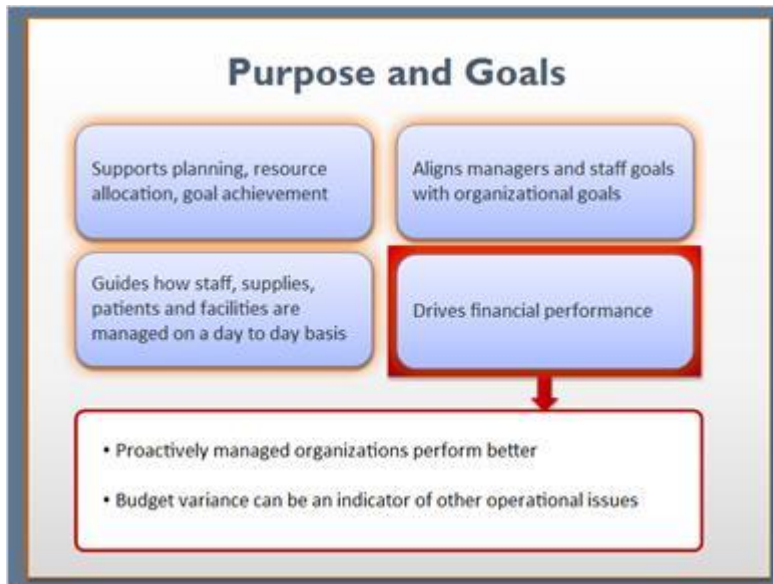 Purpose and Goals
Supports planning, resource
allocation, goal achievement
Aligns managers and staff goals
with organizational goals
Guides how staff, supplies,
patients and facilities are
managed on a day to day basis
Drives financial performance
• Proactively managed organizations perform better
• Budget variance can be an indicator of other operational issues